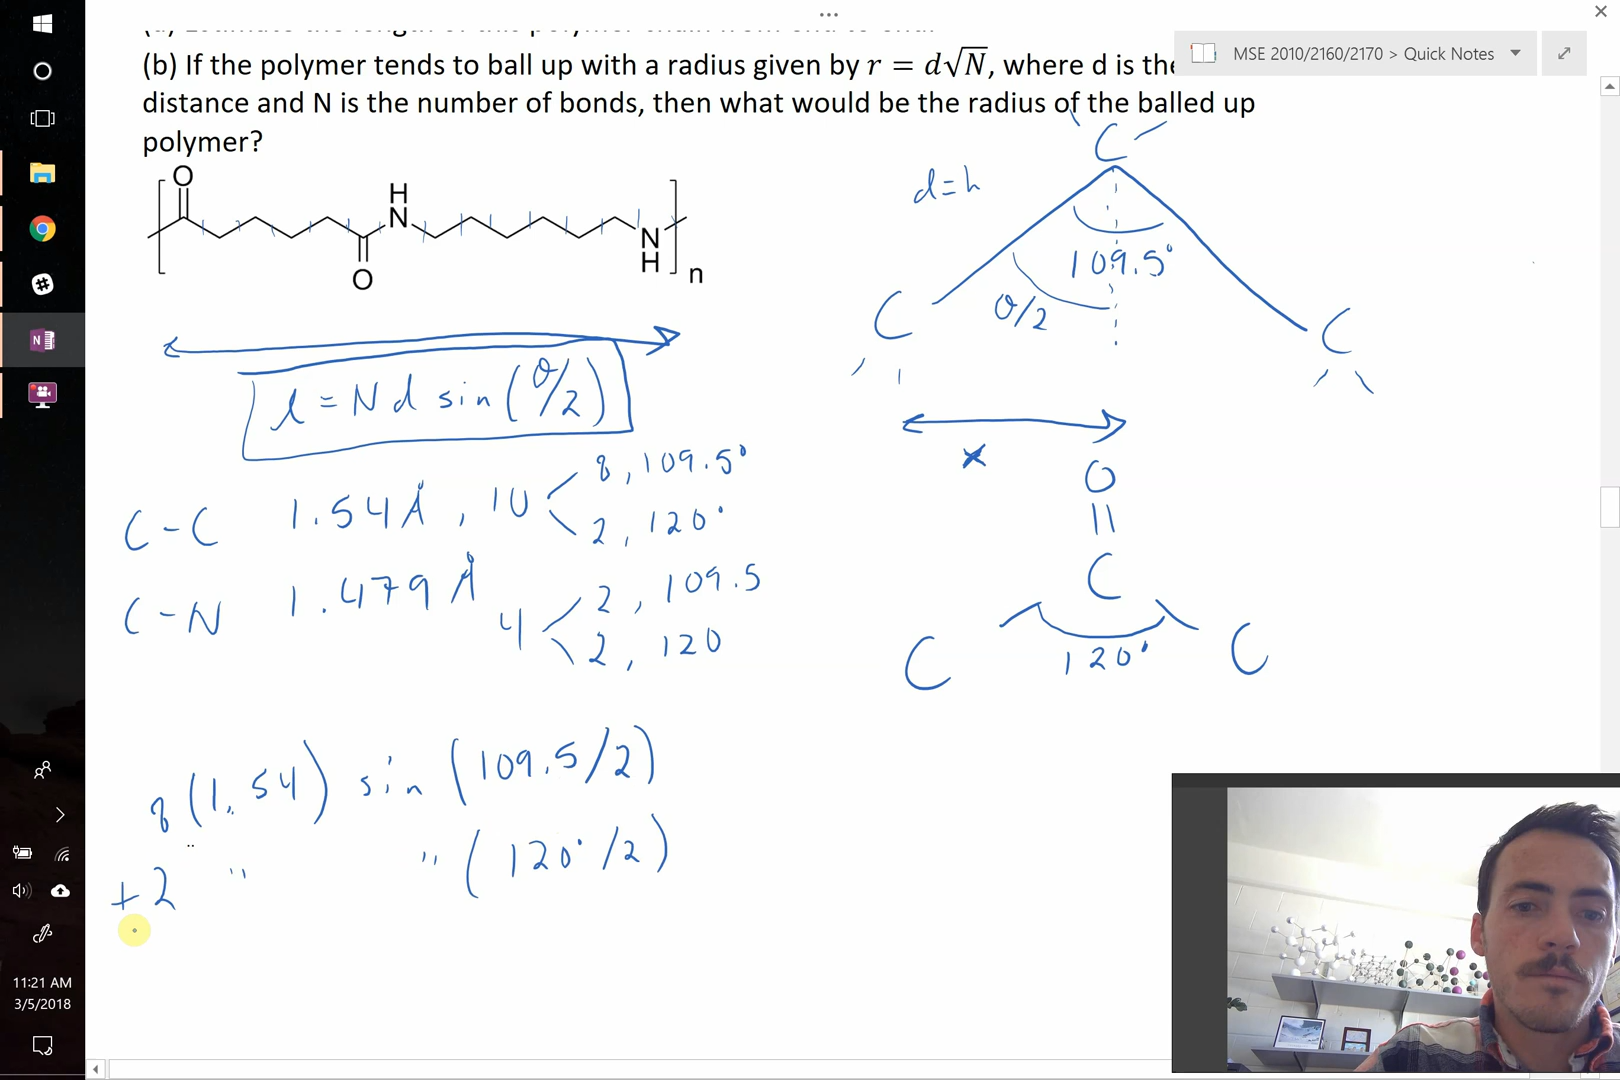 MSE 2010/2160/2170 > Quick Notes
(b) If the polymer tends to ball up with a radius given by r = d√N, where d is the
distance and N is the number of bonds, then what would be the radius of the balled up
polymer?
O
H
N
O
N
H
n
d=h
C
109.5°
θ/2
C
C
x
l = N d sin(θ/2)
C-C 1.54Å, 10 < 8, 109.5°
2, 120°
C-N 1.479Å 4 < 2, 109.5
2, 120
O
||
C
C 120° C
8(1.54) sin (109.5/2)
+2 " " (120°/2)
11:21 AM
3/5/2018